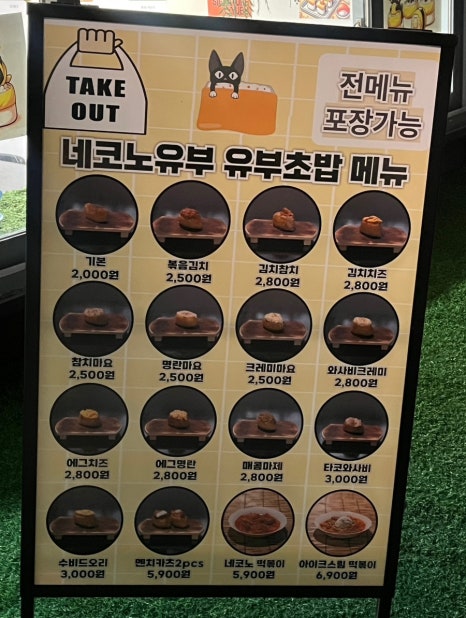 TAKE
OUT
전메뉴
포장가능
네코노유부 유부초밥 메뉴
기본
2,000원
볶음김치
2,500원
김치참치
2,800원
김치치즈
2,800원
참치마요
2,500원
명란마요
2,500원
크레미마요
2,500원
와사비크레미
2,800원
에그치즈
2,800원
에그명란
2,800원
매콤마제
2,800원
타코와사비
3,000원
수비드오리
3,000원
멘치카츠2pcs
5,900원
네코노 떡볶이
5,900원
아이크스림 떡볶이
6,900원